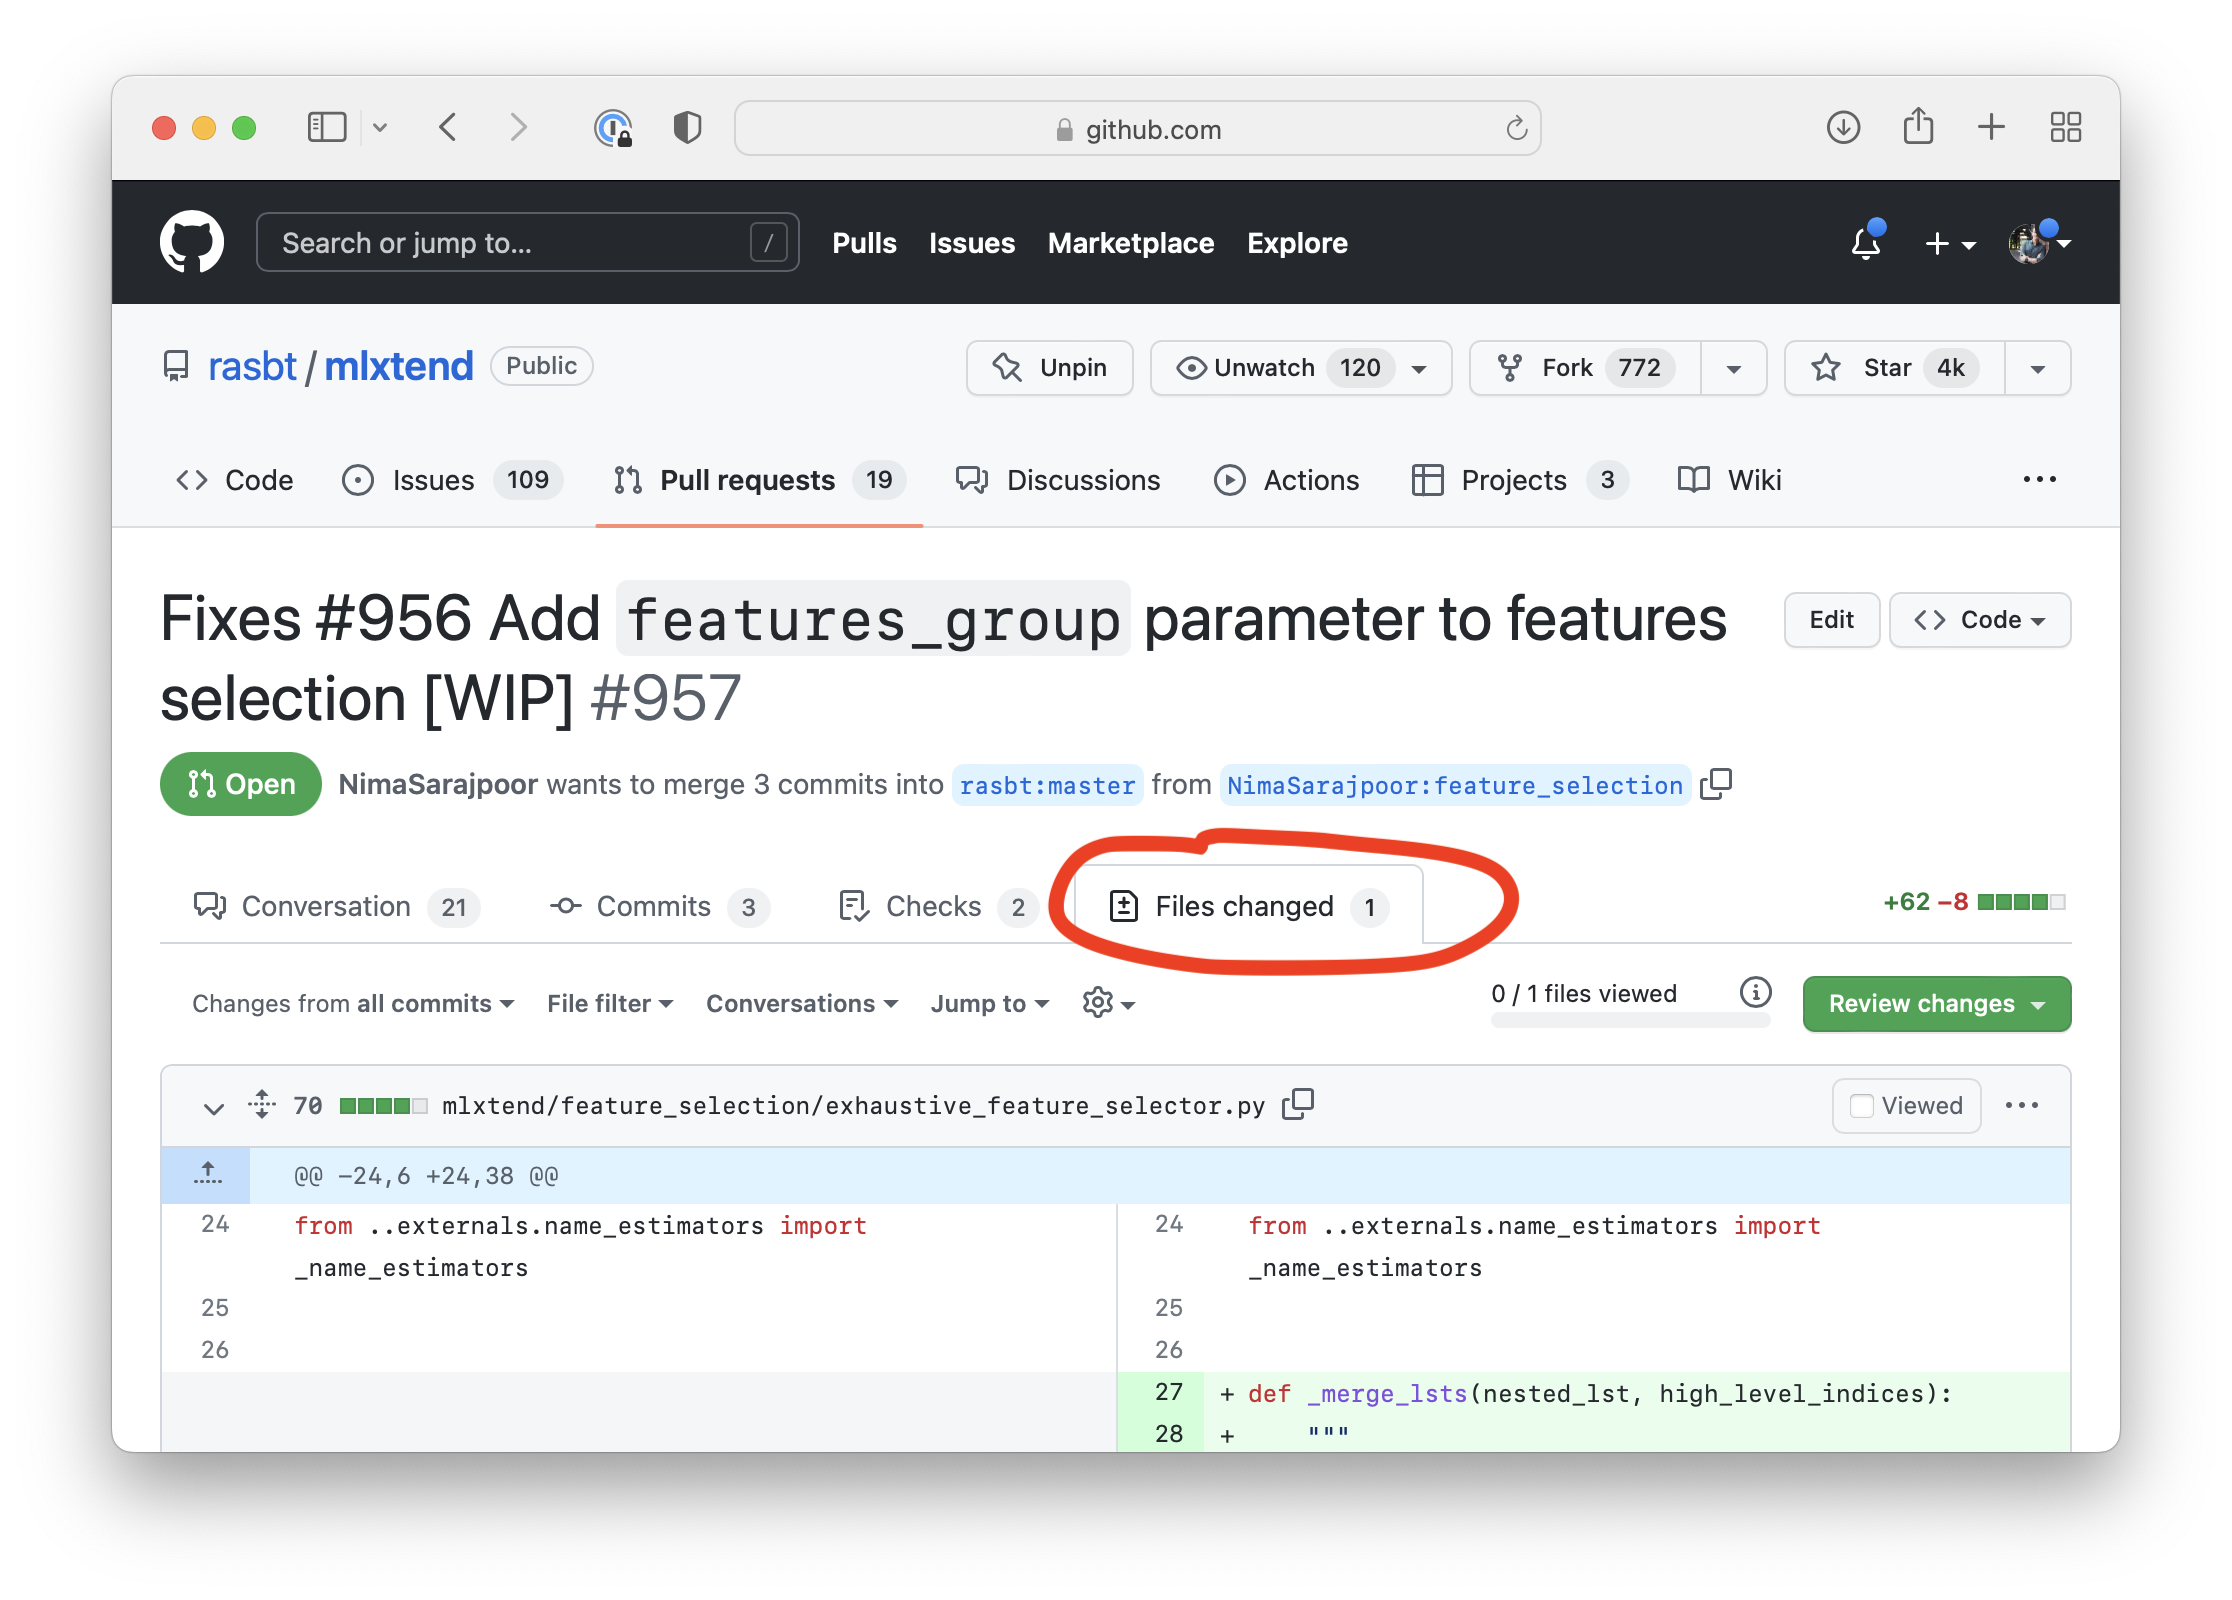 github.com
Search or jump to... / Pulls Issues Marketplace Explore
rasbt / mlxtend Public Unpin Unwatch 120 Fork 772 Star 4k
Code Issues 109 Pull requests 19 Discussions Actions Projects 3 Wiki
Fixes #956 Add features_group parameter to features
selection [WIP] #957
Edit Code
Open NimaSarajpoor wants to merge 3 commits into rasbt:master from NimaSarajpoor:feature_selection
Conversation 21 Commits 3 Checks 2 Files changed 1 +62 −8
Changes from all commits File filter Conversations Jump to 0 / 1 files viewed Review changes
70 mlxtend/feature_selection/exhaustive_feature_selector.py Viewed
@@ −24,6 +24,38 @@
24 from ..externals.name_estimators import 24 from ..externals.name_estimators import
_name_estimators _name_estimators
25 25
26 26
27 + def _merge_lsts(nested_lst, high_level_indices):
28 + """